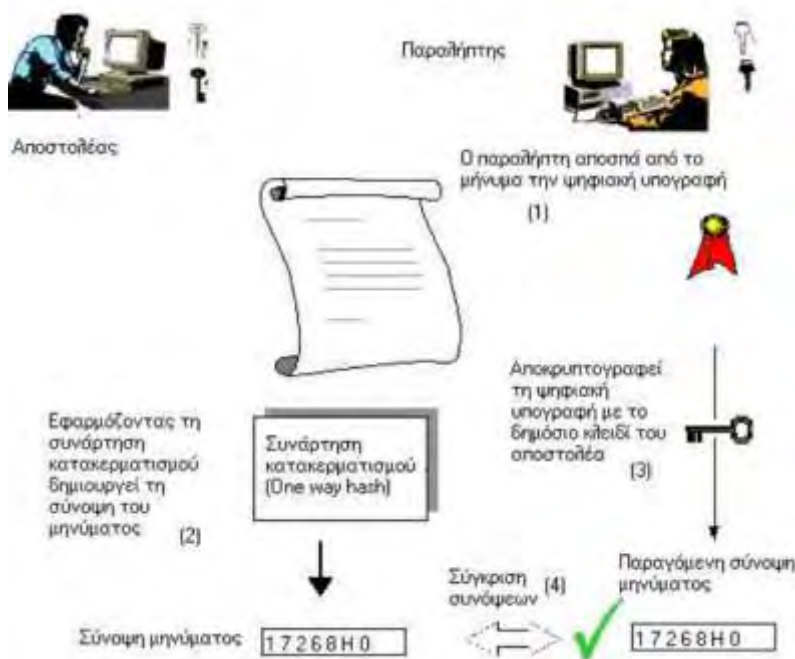 Παραλήπτης
Αποστολέας
Ο παραλήπτη αποσπά από το
μήνυμα την ψηφιακή υπογραφή
(1)
Αποκρυπτογραφεί
τη ψηφιακή
υπογραφή με το
δημόσιο κλειδί του
αποστολέα
(3)
Εφαρμόζοντας τη
συνάρτηση
κατακερματισμού
δημιουργεί τη
σύνοψη του
μηνύματος
(2)
Συνάρτηση
κατακερματισμού
(One way hash)
Παραγόμενη σύνοψη
μηνύματος
Σύγκριση
συνόψεων
(4)
Σύνοψη μηνύματος
17268H0
17268H0